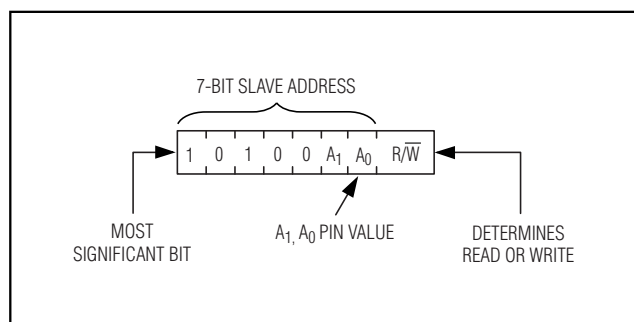 7-BIT SLAVE ADDRESS
1 0 1 0 0 A1 A0 R/W̅
MOST
SIGNIFICANT BIT
A1, A0 PIN VALUE
DETERMINES
READ OR WRITE